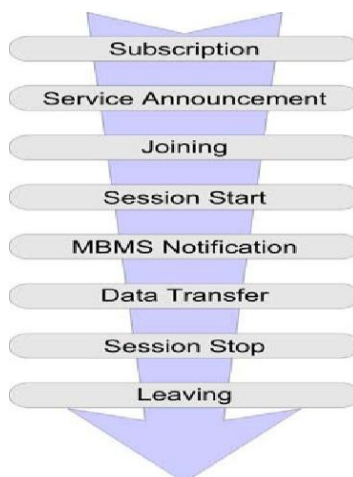 Subscription
Service Announcement
Joining
Session Start
MBMS Notification
Data Transfer
Session Stop
Leaving